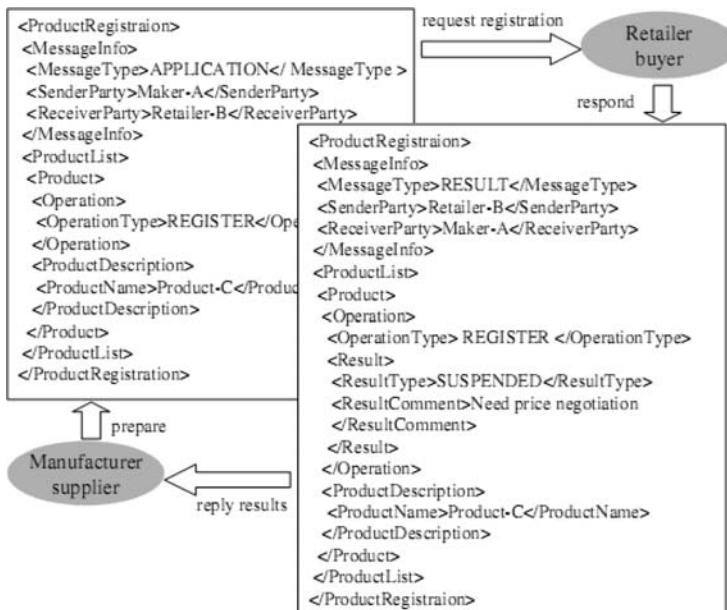 <ProductRegistraion>
<MessageInfo>
<MessageType>APPLICATION</ MessageType >
<SenderParty>Maker-A</SenderParty>
<ReceiverParty>Retailer-B</ReceiverParty>
</MessageInfo>
<ProductList>
<Product>
<Operation>
<OperationType>REGISTER</Ope
</Operation>
<ProductDescription>
<ProductName>Product-C</Produc
</ProductDescription>
</Product>
</ProductList>
</ProductRegistration>
request registration
Retailer
buyer
respond
<ProductRegistraion>
<MessageInfo>
<MessageType>RESULT</MessageType>
<SenderParty>Retailer-B</SenderParty>
<ReceiverParty>Maker-A</ReceiverParty>
</MessageInfo>
<ProductList>
<Product>
<Operation>
<OperationType> REGISTER </OperationType>
<Result>
<ResultType>SUSPENDED</ResultType>
<ResultComment>Need price negotiation
</ResultComment>
</Result>
</Operation>
<ProductDescription>
<ProductName>Product-C</ProductName>
</ProductDescription>
</Product>
</ProductList>
</ProductRegistraion>
reply results
Manufacturer
supplier
prepare